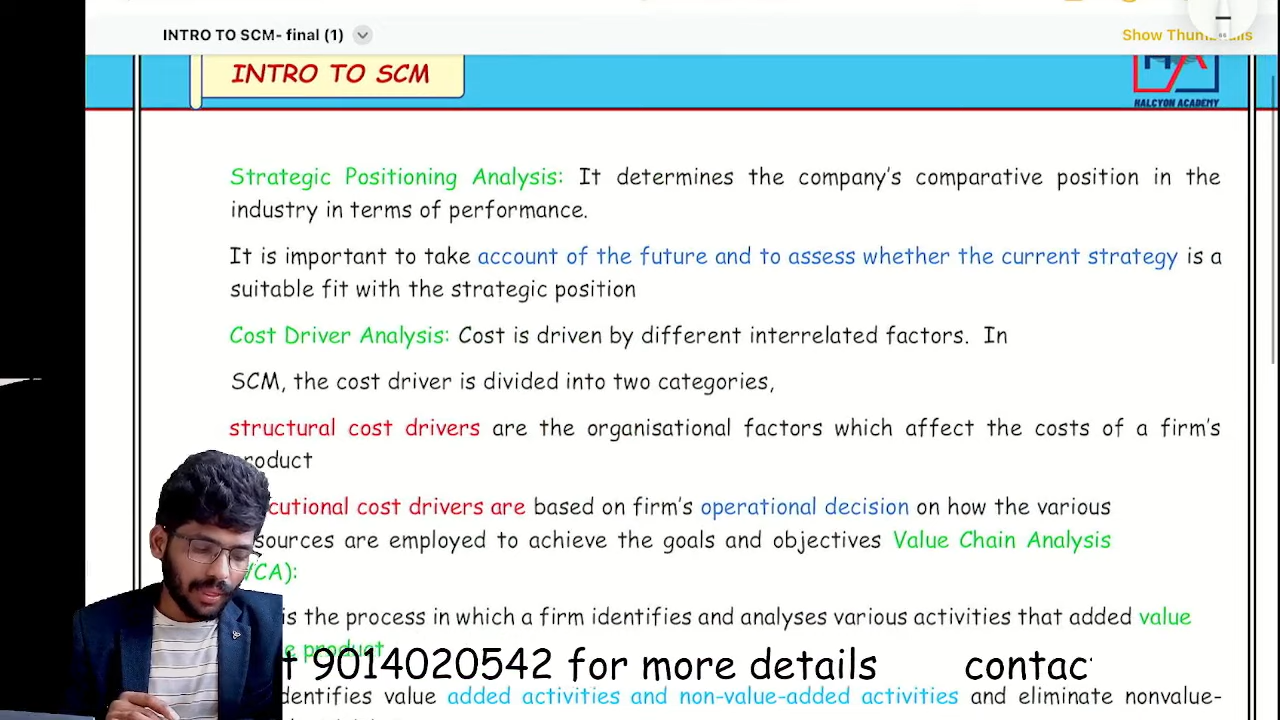 INTRO TO SCM- final (1)
INTRO TO SCM
HALCYON ACADEMY
Strategic Positioning Analysis: It determines the company's comparative position in the
industry in terms of performance.
It is important to take account of the future and to assess whether the current strategy is a
suitable fit with the strategic position
Cost Driver Analysis: Cost is driven by different interrelated factors. In
SCM, the cost driver is divided into two categories,
structural cost drivers are the organisational factors which affect the costs of a firm's
product
cutional cost drivers are based on firm's operational decision on how the various
sources are employed to achieve the goals and objectives Value Chain Analysis
VCA):
is the process in which a firm identifies and analyses various activities that added value
product
t 9014020542 for more details contac
dentifies value added activities and non-value-added activities and eliminate nonvalue-